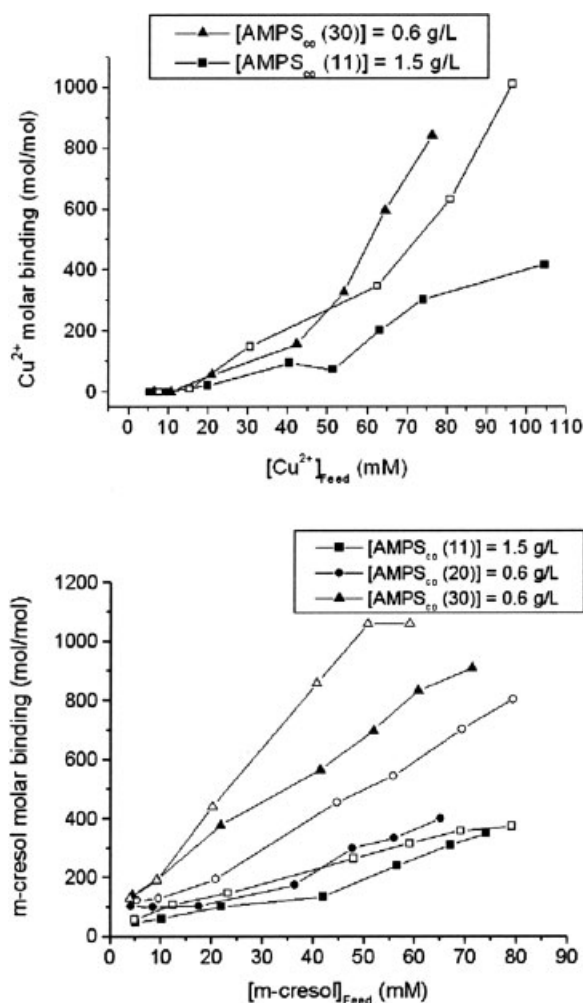 [AMPS∞ (30)] = 0.6 g/L
[AMPS∞ (11)] = 1.5 g/L
Cu²⁺ molar binding (mol/mol)
1000
800
600
400
200
0
0 10 20 30 40 50 60 70 80 90 100 110
[Cu²⁺]Feed (mM)
[AMPSco (11)] = 1.5 g/L
[AMPSco (20)] = 0.6 g/L
[AMPSco (30)] = 0.6 g/L
m-cresol molar binding (mol/mol)
1200
1000
800
600
400
200
0
0 10 20 30 40 50 60 70 80 90
[m-cresol]Feed (mM)